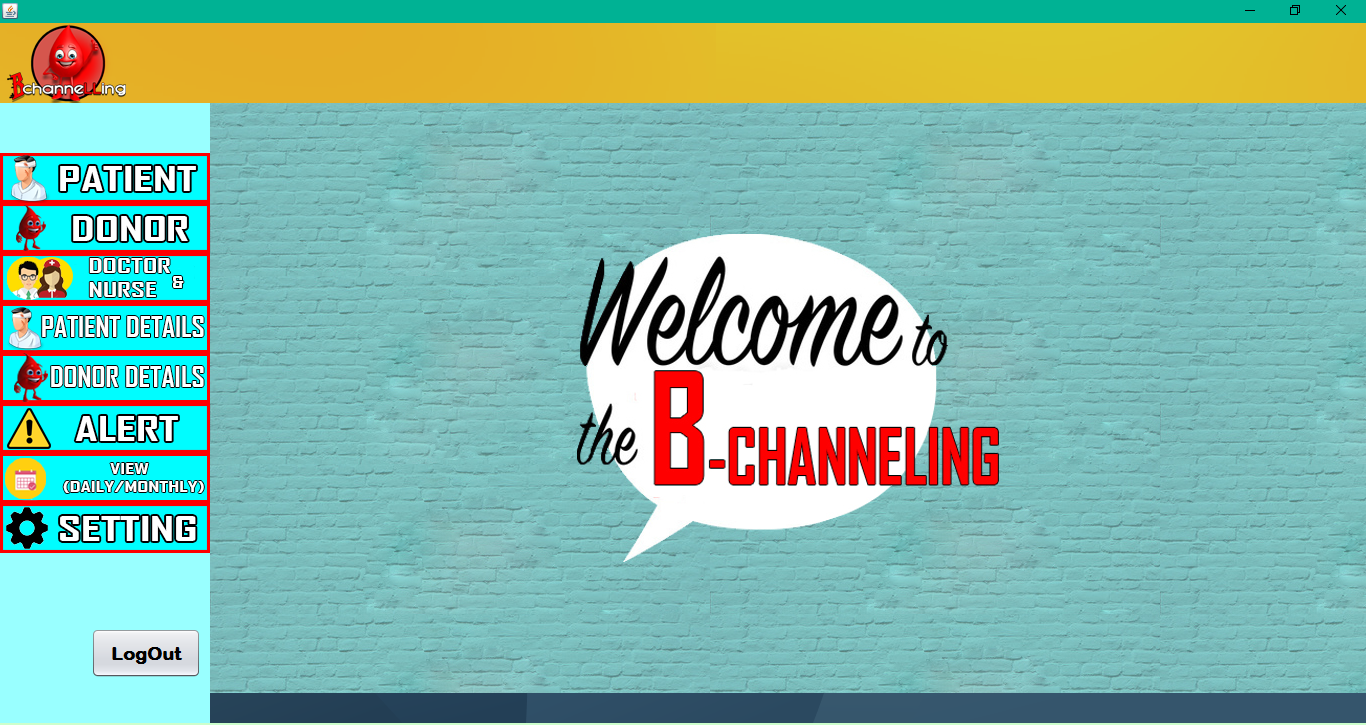 BchanneLLing
PATIENT
DONOR
DOCTOR
&
NURSE
PATIENT DETAILS
DONOR DETAILS
ALERT
VIEW
(DAILY/MONTHLY)
SETTING
LogOut
Welcome to
the B-CHANNELING